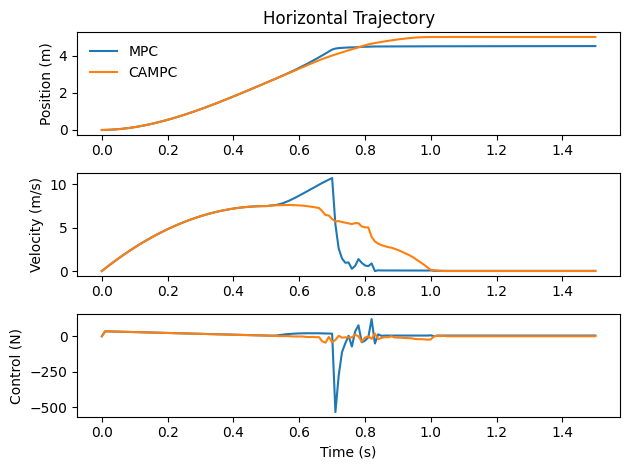 Horizontal Trajectory
Position (m)
4
2
0
MPC
CAMPC
0.0 0.2 0.4 0.6 0.8 1.0 1.2 1.4
Velocity (m/s)
10
5
0
0.0 0.2 0.4 0.6 0.8 1.0 1.2 1.4
Control (N)
0
−250
−500
0.0 0.2 0.4 0.6 0.8 1.0 1.2 1.4
Time (s)